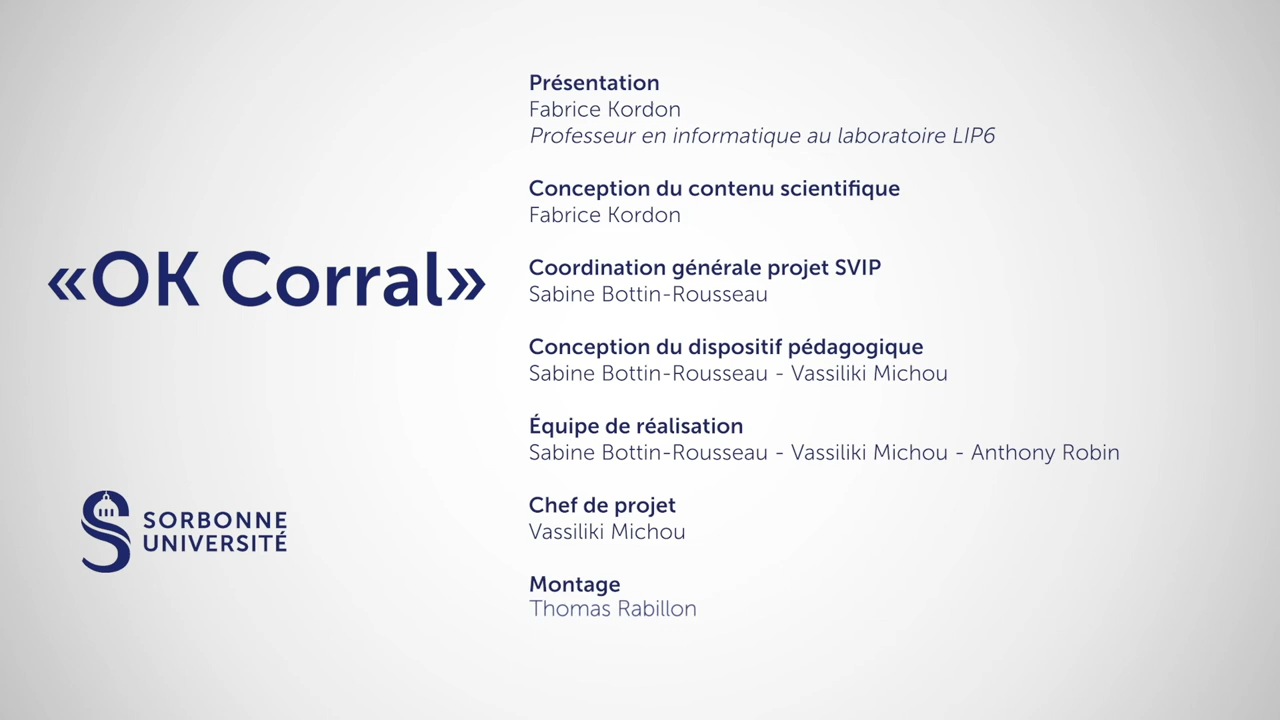 «OK Corral»
SORBONNE
UNIVERSITÉ
Présentation
Fabrice Kordon
Professeur en informatique au laboratoire LIP6
Conception du contenu scientifique
Fabrice Kordon
Coordination générale projet SVIP
Sabine Bottin-Rousseau
Conception du dispositif pédagogique
Sabine Bottin-Rousseau - Vassiliki Michou
Équipe de réalisation
Sabine Bottin-Rousseau - Vassiliki Michou - Anthony Robin
Chef de projet
Vassiliki Michou
Montage
Thomas Rabillon